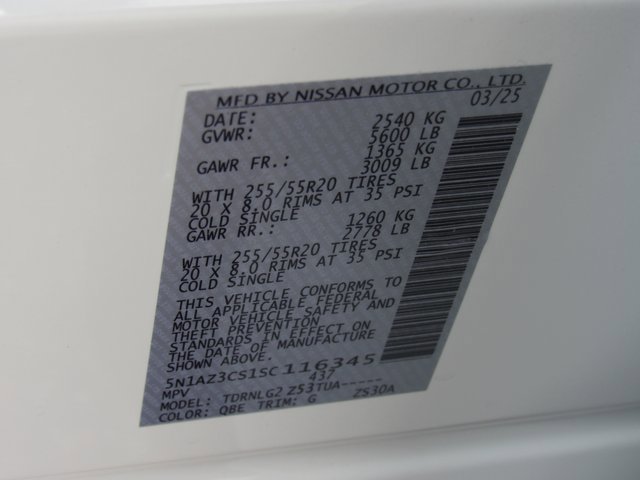 MFD BY NISSAN MOTOR CO., LTD.
DATE: 03/25
GVWR: 2540 KG
5600 LB
GAWR FR.: 1365 KG
3009 LB
WITH 255/55R20 TIRES
20 X 8.0 RIMS AT 35 PSI
COLD SINGLE
GAWR RR.: 1260 KG
2778 LB
WITH 255/55R20 TIRES
20 X 8.0 RIMS AT 35 PSI
COLD SINGLE
THIS VEHICLE CONFORMS TO
ALL APPLICABLE FEDERAL
MOTOR VEHICLE SAFETY AND
THEFT PREVENTION
STANDARDS IN EFFECT ON
THE DATE OF MANUFACTURE
5N1AZ3CS1SC116345
MPV 437
MODEL: TDRNLG2 Z53TUA-----
COLOR: QBE TRIM: G ZS30A